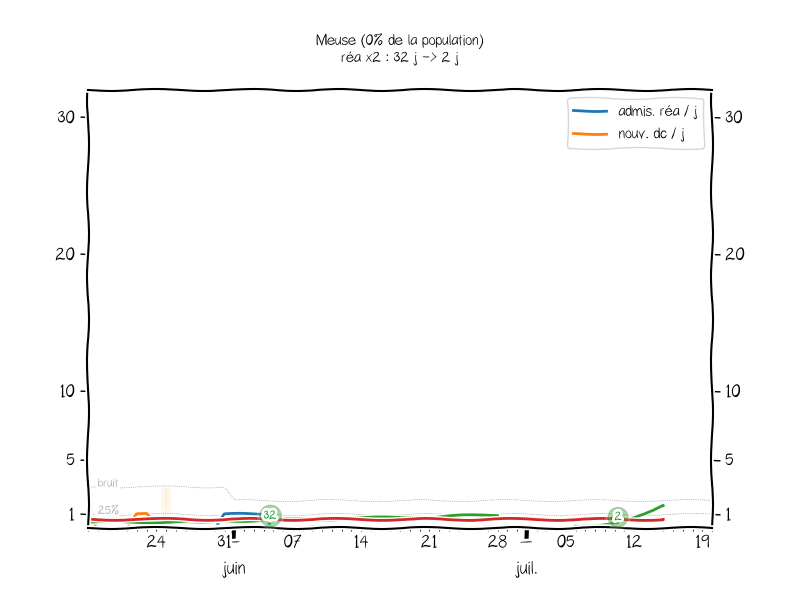 Meuse (0% de la population)
réa x2 : 32 j -> 2 j
admis. réa / j
nouv. dc / j
30
30
20
20
10
10
5
5
bruit
25%
1
1
32
2
24 31 07 14 21 28 05 12 19
juin juil.